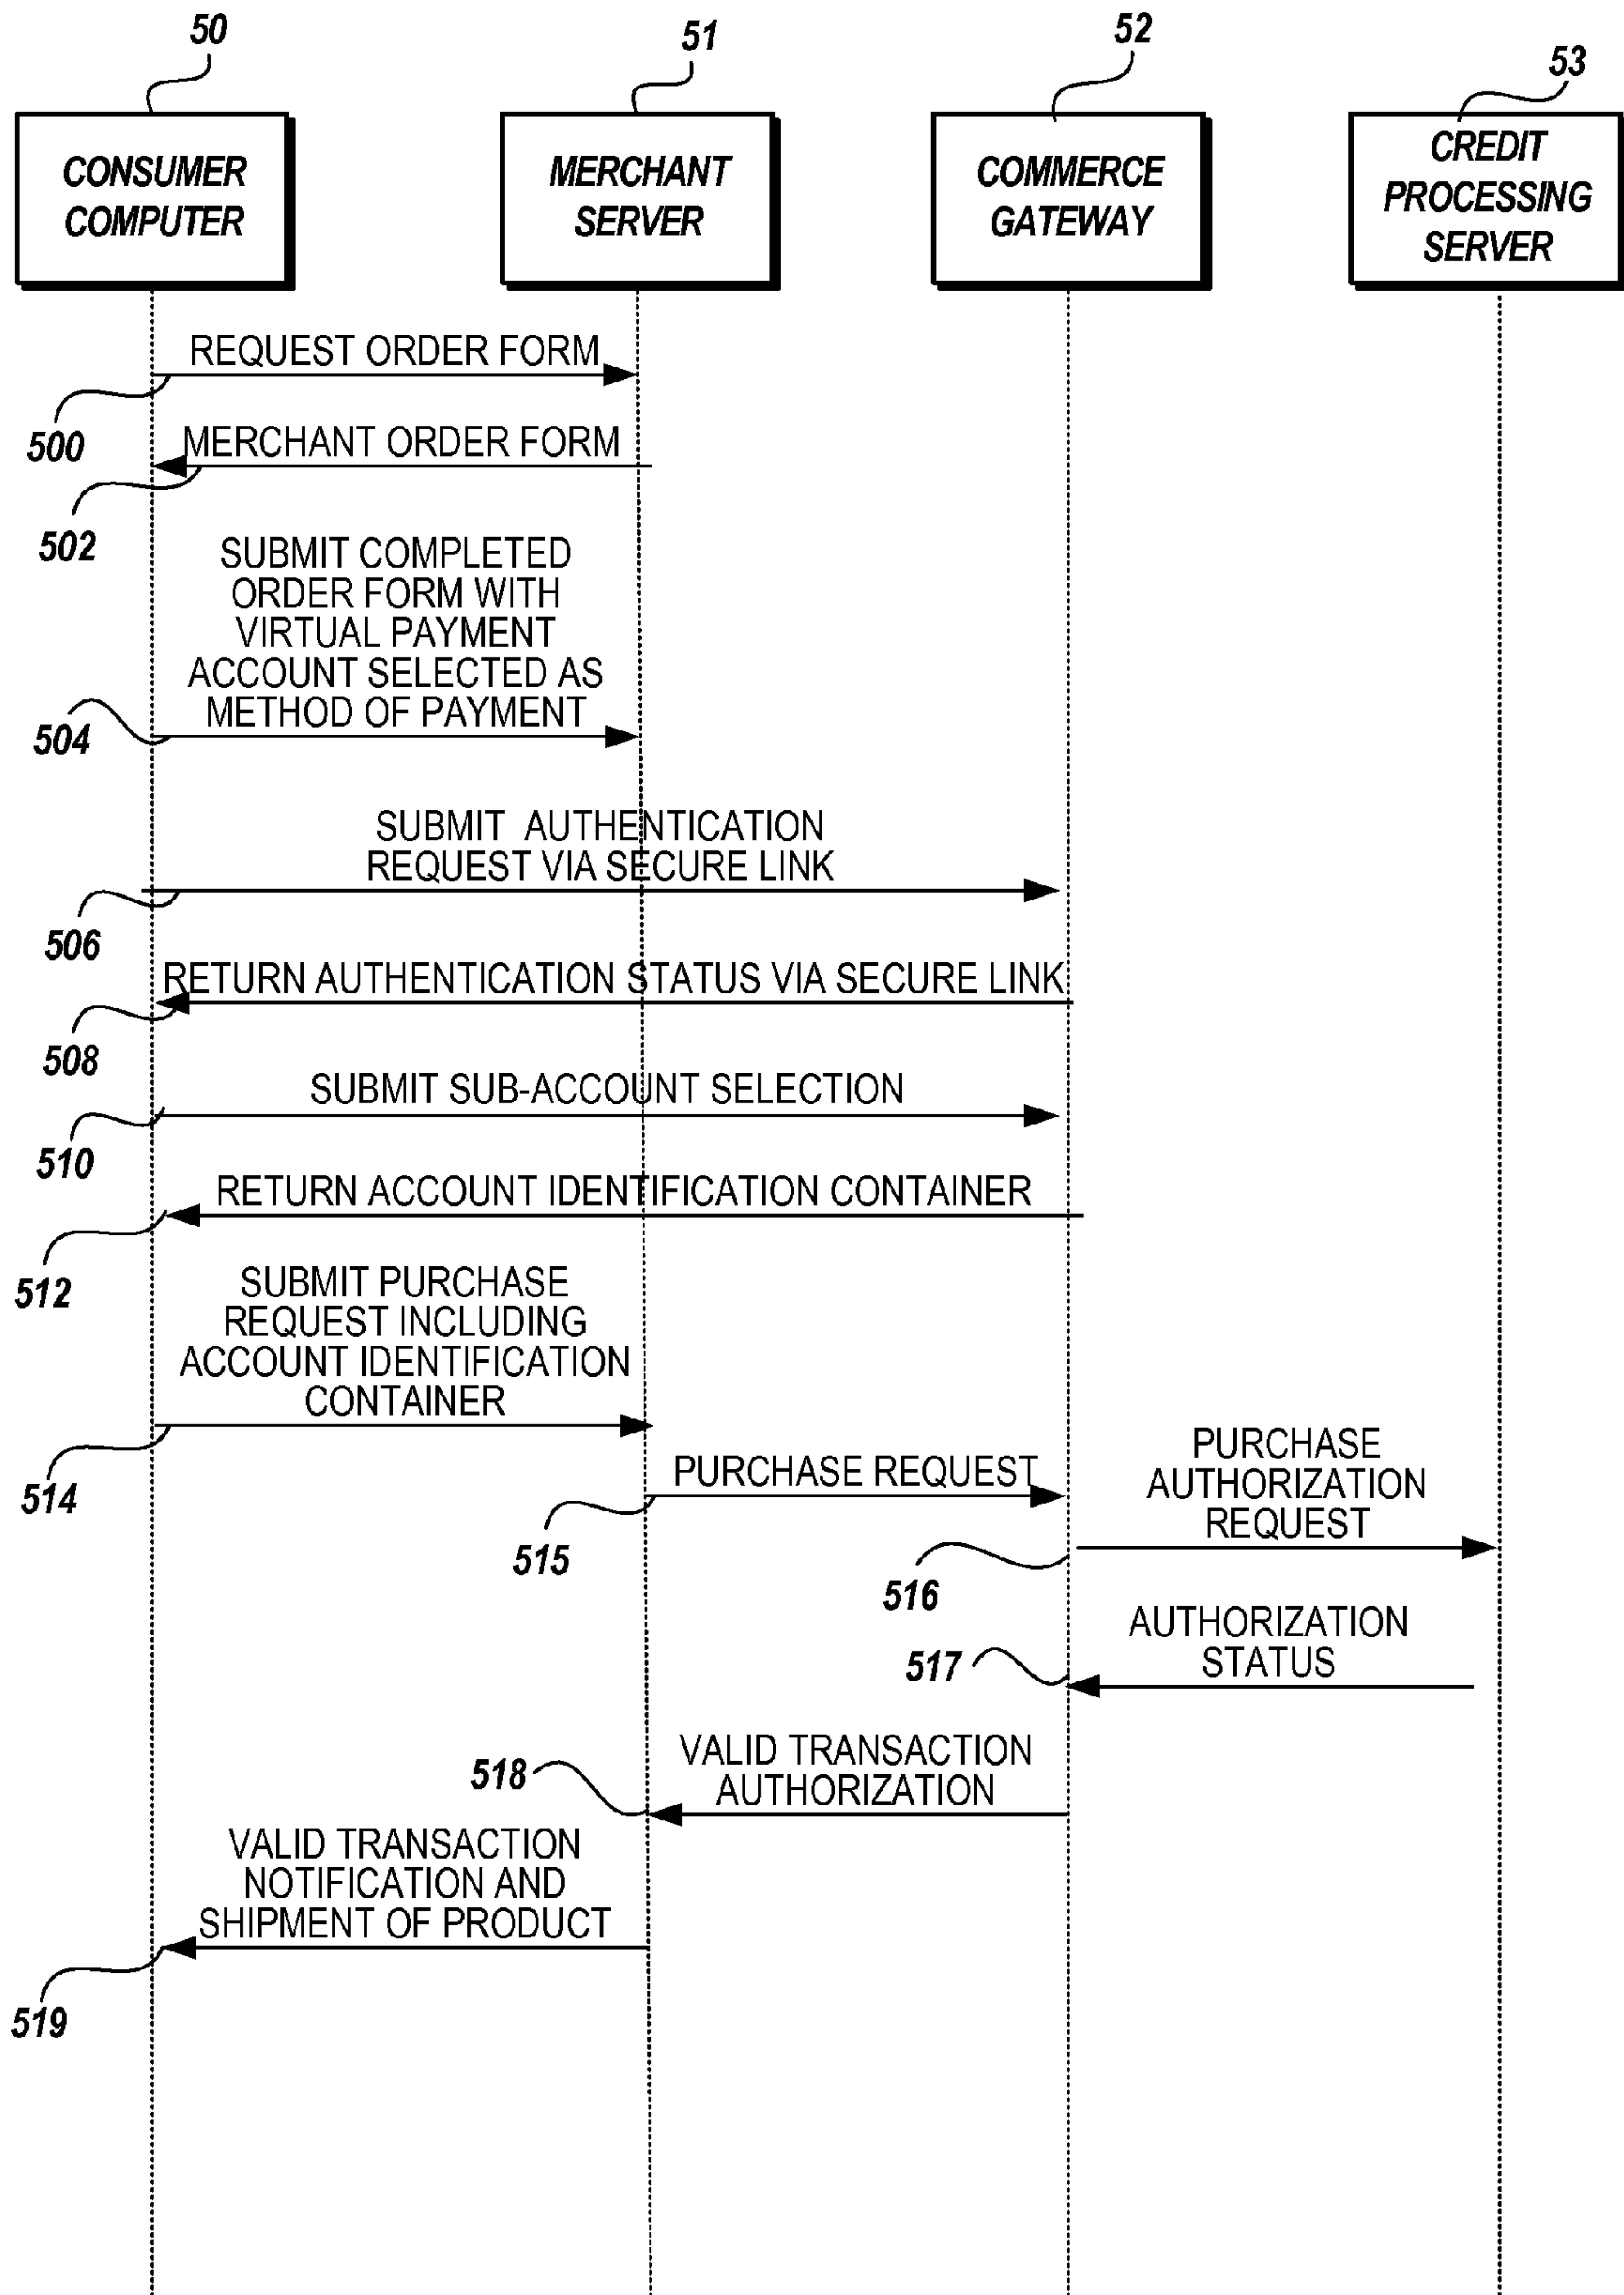 50
51
52
53
CONSUMER
COMPUTER
MERCHANT
SERVER
COMMERCE
GATEWAY
CREDIT
PROCESSING
SERVER
REQUEST ORDER FORM
500
MERCHANT ORDER FORM
502
SUBMIT COMPLETED
ORDER FORM WITH
VIRTUAL PAYMENT
ACCOUNT SELECTED AS
METHOD OF PAYMENT
504
SUBMIT AUTHENTICATION
REQUEST VIA SECURE LINK
506
RETURN AUTHENTICATION STATUS VIA SECURE LINK
508
SUBMIT SUB-ACCOUNT SELECTION
510
RETURN ACCOUNT IDENTIFICATION CONTAINER
512
SUBMIT PURCHASE
REQUEST INCLUDING
ACCOUNT IDENTIFICATION
CONTAINER
514
PURCHASE REQUEST
515
PURCHASE
AUTHORIZATION
REQUEST
516
AUTHORIZATION
STATUS
517
VALID TRANSACTION
AUTHORIZATION
518
VALID TRANSACTION
NOTIFICATION AND
SHIPMENT OF PRODUCT
519